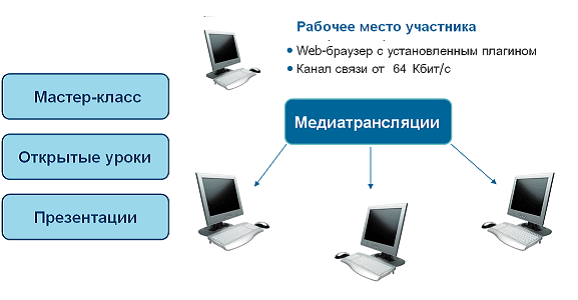 Рабочее место участника
• Web-браузер с установленным плагином
• Канал связи от 64 Кбит/с
Мастер-класс
Открытые уроки
Презентации
Медиатрансляции